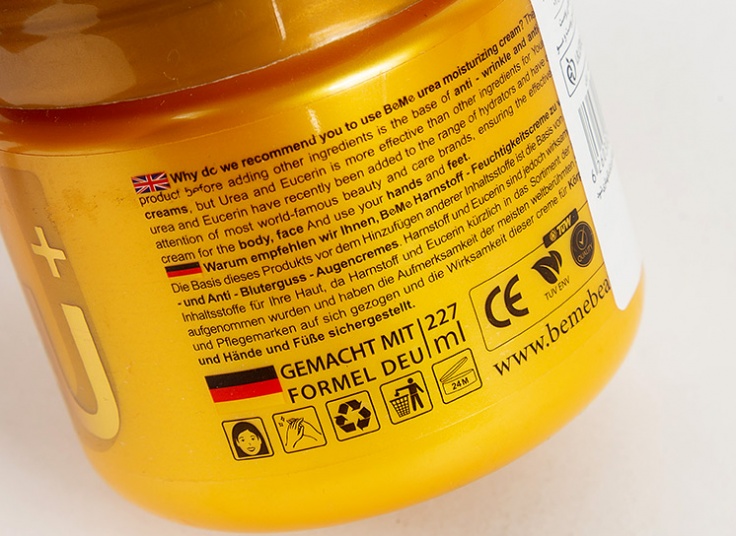 Why do we recommend you to use BeMe urea moisturizing cream? The
product before adding other ingredients is the base of anti - wrinkle and anti
creams, but Urea and Eucerin is more effective than other ingredients for You
urea and Eucerin have recently been added to the range of hydrators and have
attention of most world-famous beauty and care brands, ensuring the effective
cream for the body, face And use your hands and feet.
Warum empfehlen wir Ihnen, BeMe Harnstoff - Feuchtigkeitscreme zu
Die Basis dieses Produkts vor dem Hinzufügen anderer Inhaltsstoffe ist die Basis von
- und Anti - Bluterguss - Augencremes. Harnstoff und Eucerin sind jedoch wirksam
Inhaltsstoffe für Ihre Haut, da Harnstoff und Eucerin kürzlich in das Sortiment der
aufgenommen wurden und haben die Aufmerksamkeit der meisten weltberühmten
und Pflegemarken auf sich gezogen und die Wirksamkeit dieser creme für Kör
und Hände und Füße sichergestellt.
GEMACHT MIT
FORMEL DEU
227
ml
CE
TUV ENV
TUV
QUALITY
24M
www.bemebea
U+